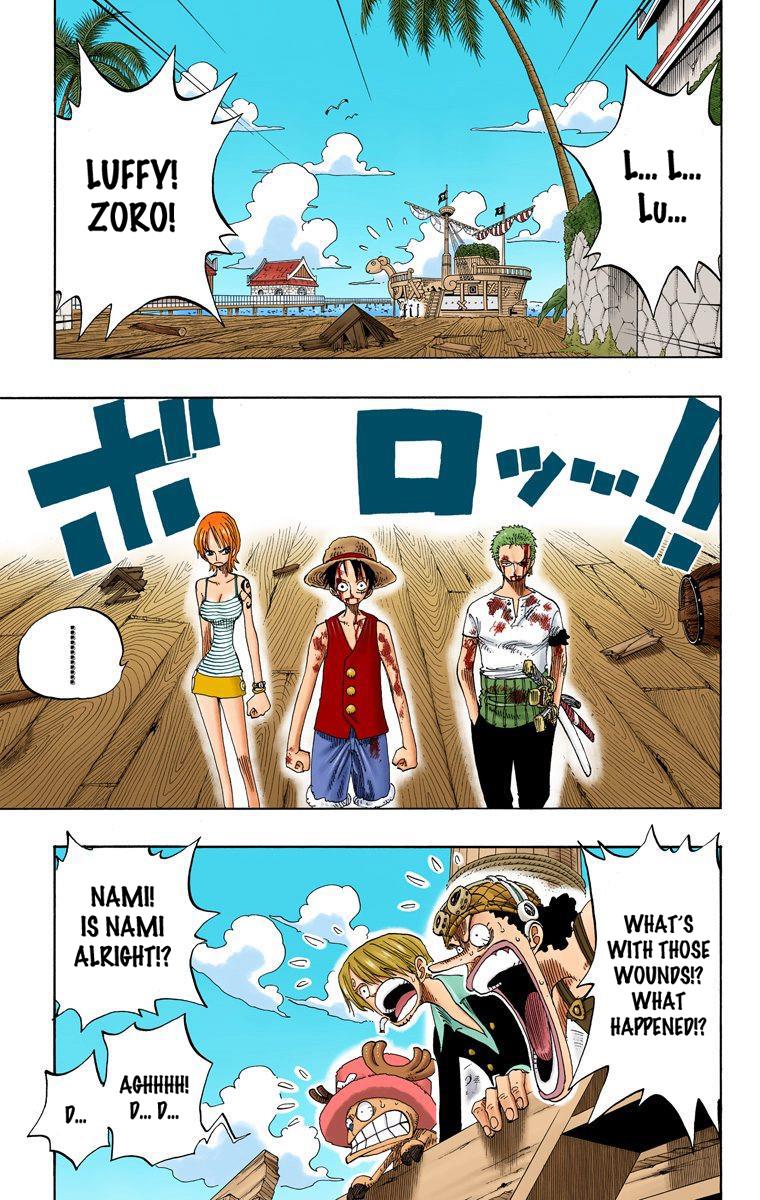 L... L...
Lu...
LUFFY!
ZORO!
ボロッ…!!
..........
WHAT'S
WITH THOSE
WOUNDS!?
WHAT
HAPPENED!?
NAMI!
IS NAMI
ALRIGHT!?
AGHHHH!
D... D...
D...